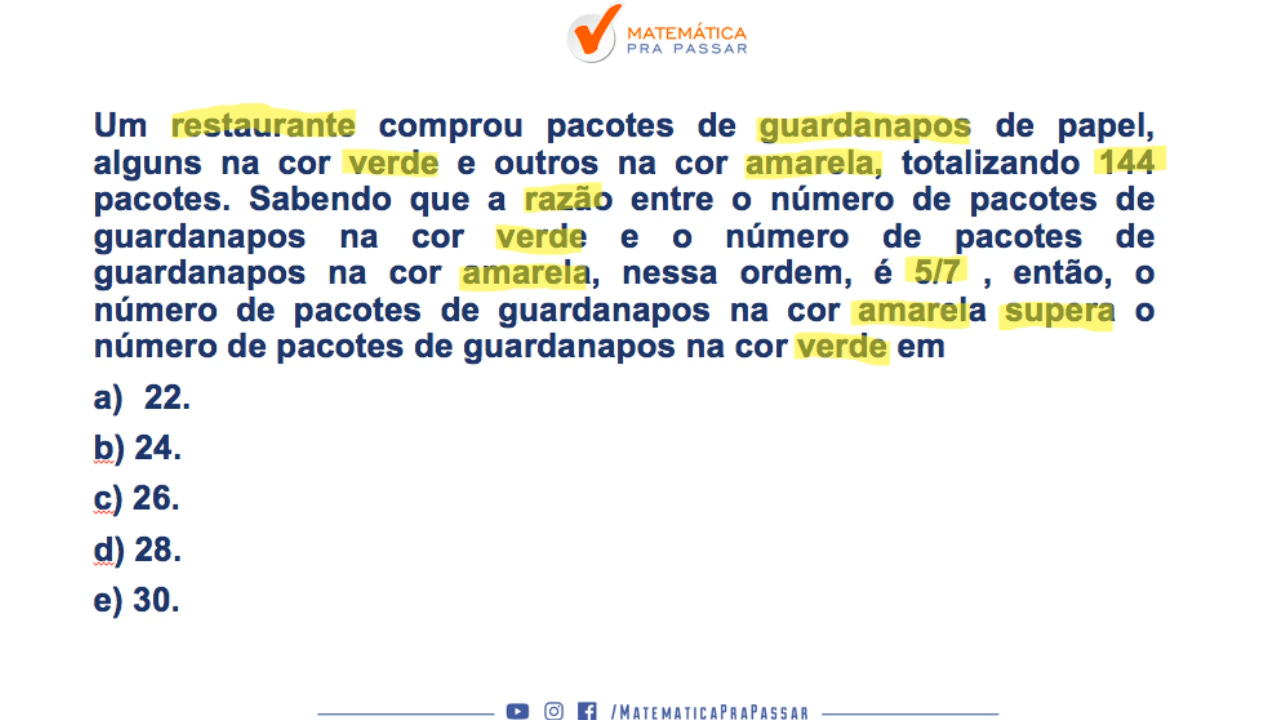 MATEMÁTICA
PRA PASSAR
Um restaurante comprou pacotes de guardanapos de papel,
alguns na cor verde e outros na cor amarela, totalizando 144
pacotes. Sabendo que a razão entre o número de pacotes de
guardanapos na cor verde e o número de pacotes de
guardanapos na cor amarela, nessa ordem, é 5/7 , então, o
número de pacotes de guardanapos na cor amarela supera o
número de pacotes de guardanapos na cor verde em
a) 22.
b) 24.
c) 26.
d) 28.
e) 30.
/MATEMATICAPRAPASSAR